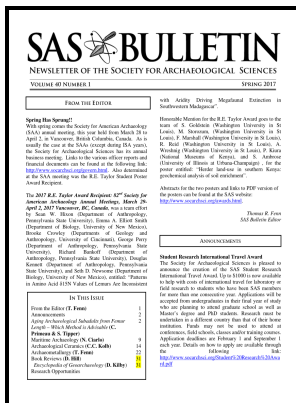 SAS BULLETIN
NEWSLETTER OF THE SOCIETY FOR ARCHAEOLOGICAL SCIENCES
VOLUME 40 NUMBER 1 SPRING 2017
FROM THE EDITOR
Spring Has Sprung!!
With spring comes the Society for American Archaeology
(SAA) annual meeting, this year held from March 28 to
April 2, in Vancouver, British Columbia, Canada. As is
usually the case at the SAAs (except during ISA years),
the Society for Archaeological Sciences has its annual
business meeting. Links to the various officer reports and
financial documents can be found at the following link:
http://www.socarchsci.org/govern.html. Also determined
at the SAA meeting was the R.E. Taylor Student Poster
Award Recipient.
The 2017 R.E. Taylor Award Recipient: 82nd Society for
American Archaeology Annual Meetings, March 29-
April 2, 2017 Vancouver, BC, Canada, was a team effort
by Sean W. Hixon (Department of Anthropology,
Pennsylvania State University), Emma A. Elliott Smith
(Department of Biology, University of New Mexico),
Brooke Crowley (Departments of Geology and
Anthropology, University of Cincinnati), George Perry
(Department of Anthropology, Pennsylvania State
University), Richard Bankoff (Department of
Anthropology, Pennsylvania State University), Douglas
Kennett (Department of Anthropology, Pennsylvania
State University), and Seth D. Newsome (Department of
Biology, University of New Mexico), entitled: "Patterns
in Amino Acid δ15N Values of Lemurs Are Inconsistent
IN THIS ISSUE
From the Editor (T. Fenn) 1
Announcements 1
Aging Archaeological Subadults from Femur
Length – Which Method is Advisable (C.
Primeau & S. Tipper) 2
Maritime Archaeology (N. Ciarlo) 9
Archaeological Ceramics (C.C. Kolb) 14
Archaeometallurgy (T. Fenn) 22
Book Reviews (D. Hill) 31
Encyclopedia of Geoarchaeology (D. Kilby) 31
Research Opportunities
with Aridity Driving Megafaunal Extinction in
Southwestern Madagascar".
Honorable Mention for the R.E. Taylor Award goes to the
team of S. Goldstein (Washington University in St
Louis), M. Storozum, (Washington University in St
Louis), F. Marshall (Washington University in St. Louis),
R. Reid (Washington University in St. Louis), A.
Weisskopf (Washington University in St Louis), P. Kiura
(National Museums of Kenya), and S. Ambrose
(University of Illinois at Urbana-Champaign) , for the
poster entitled: "Herder land-use in southern Kenya:
geochemical analysis of soil enrichment".
Abstracts for the two posters and Links to PDF version of
the posters can be found at the SAS website:
http://www.socarchsci.org/awards.html.
Thomas R. Fenn
SAS Bulletin Editor
ANNOUNCEMENTS
Student Research International Travel Award
The Society for Archaeological Sciences is pleased to
announce the creation of the SAS Student Research
International Travel Award. Up to $1000 is now available
to help with costs of international travel for laboratory or
field research to students who have been SAS members
for more than one consecutive year. Applications will be
accepted from undergraduates in their final year of study
who are planning to attend graduate school as well as
Master's degree and PhD students. Research must be
undertaken in a different country than that of their home
institution. Funds may not be used to attend at
conferences, field schools, classes and/or training courses.
Application deadlines are February 1 and September 1
each year. Details on how to apply are available through
the following link: